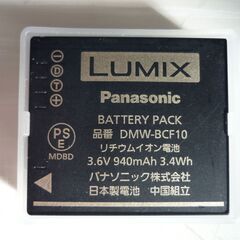 LUMIX
Panasonic
BATTERY PACK
品番 DMW-BCF10
リチウムイオン電池
3.6V 940mAh 3.4Wh
パナソニック株式会社
日本製電池 中国組立
PS
E
MDBD